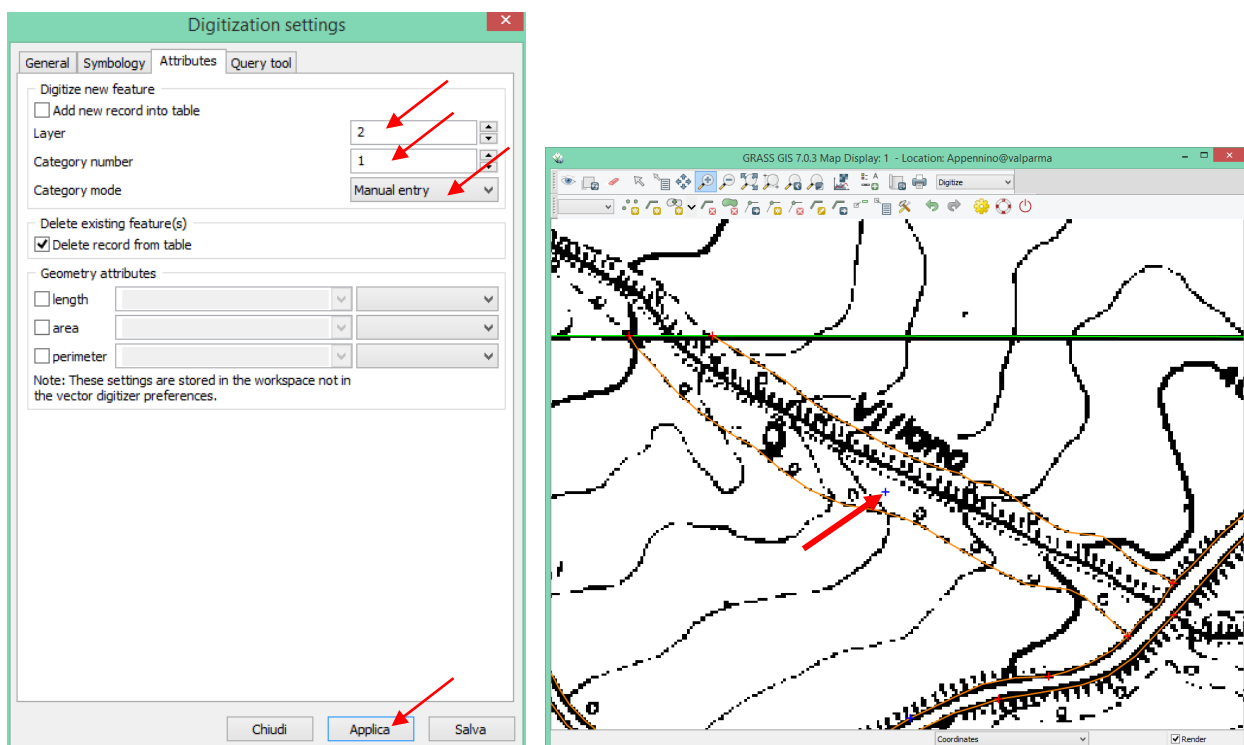 Digitization settings
General Symbology Attributes Query tool
Digitize new feature
Add new record into table
Layer 2
Category number 1
Category mode Manual entry
Delete existing feature(s)
Delete record from table
Geometry attributes
length
area
perimeter
Note: These settings are stored in the workspace not in
the vector digitizer preferences.
Chiudi Applica Salva
GRASS GIS 7.0.3 Map Display: 1 - Location: Appennino@valparma
Digitize
Villano
Coordinates Render